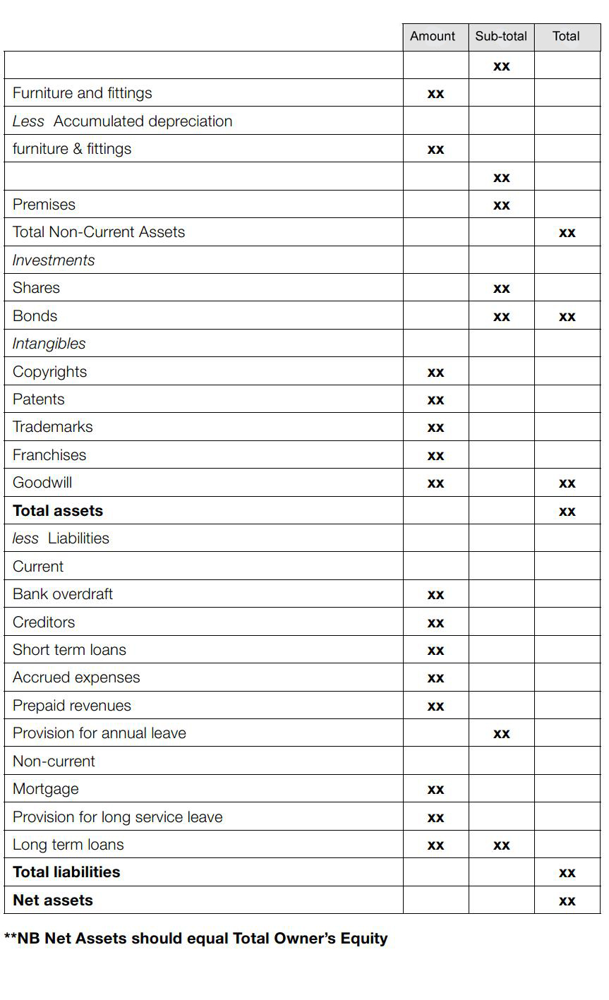 Amount Sub-total Total
xx
Furniture and fittings xx
Less Accumulated depreciation
furniture & fittings xx
xx
Premises xx
Total Non-Current Assets xx
Investments
Shares xx
Bonds xx xx
Intangibles
Copyrights xx
Patents xx
Trademarks xx
Franchises xx
Goodwill xx xx
Total assets xx
less Liabilities
Current
Bank overdraft xx
Creditors xx
Short term loans xx
Accrued expenses xx
Prepaid revenues xx
Provision for annual leave xx
Non-current
Mortgage xx
Provision for long service leave xx
Long term loans xx xx
Total liabilities xx
Net assets xx
**NB Net Assets should equal Total Owner’s Equity